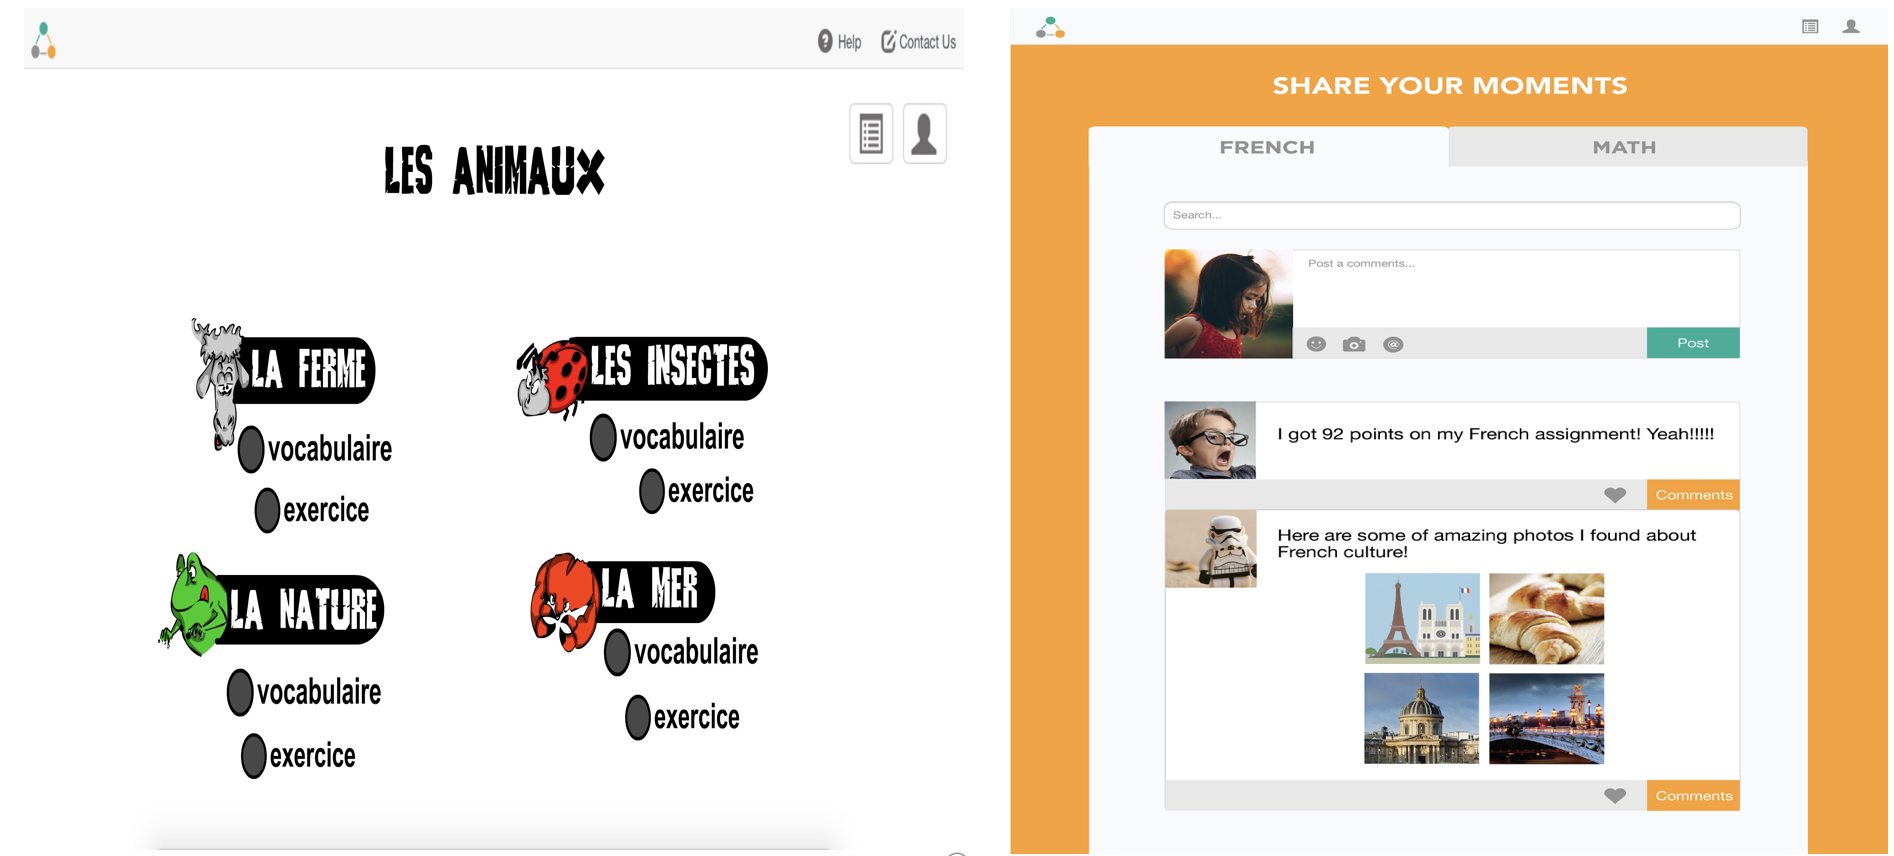 Help
Contact Us
LES ANIMAUX
LA FERME
vocabulaire
exercice
LES INSECTES
vocabulaire
exercice
LA NATURE
vocabulaire
exercice
LA MER
vocabulaire
exercice
SHARE YOUR MOMENTS
FRENCH
MATH
Search...
Post a comments...
Post
I got 92 points on my French assignment! Yeah!!!!!
Comments
Here are some of amazing photos I found about
French culture!
Comments